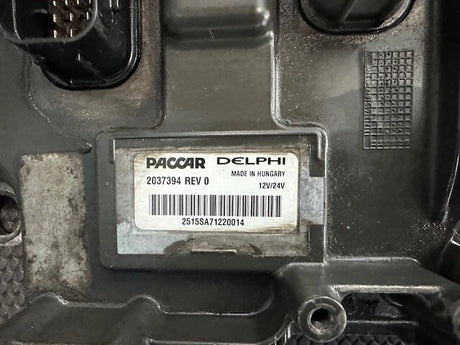 PACCAR DELPHI
2037394 REV 0 MADE IN HUNGARY
12V/24V
2515SA71220014